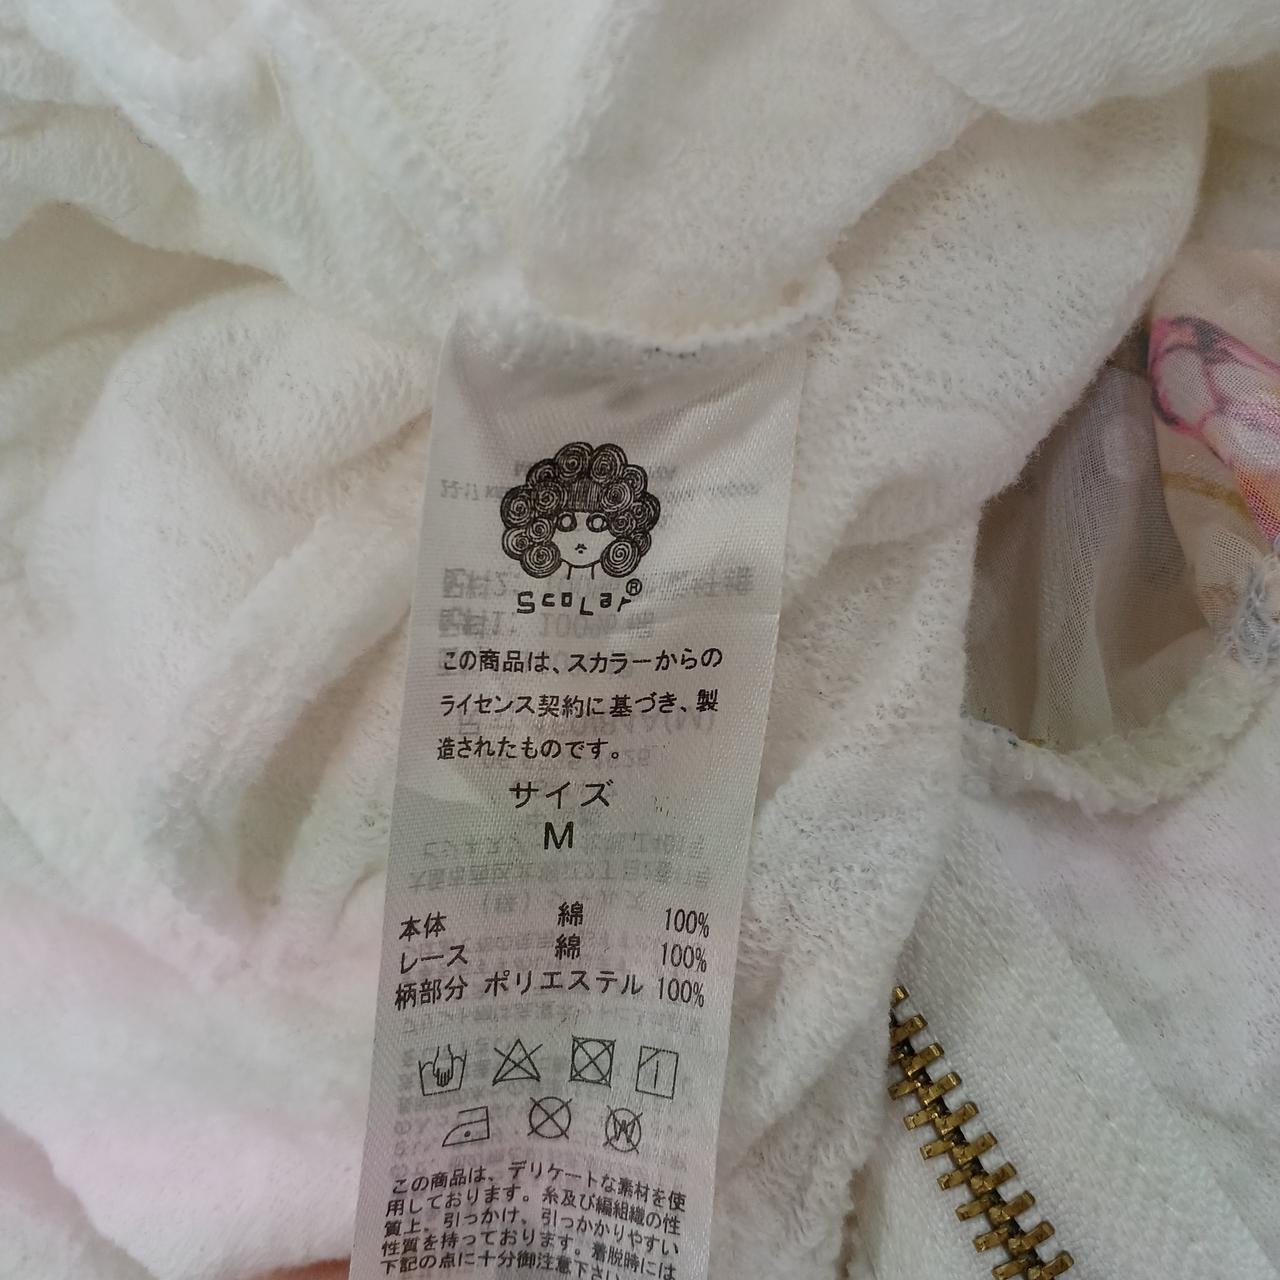 scoLar®
この商品は、スカラーからの
ライセンス契約に基づき、製
造されたものです。
サイズ
M
本体 綿 100%
レース 綿 100%
柄部分 ポリエステル 100%
この商品は、デリケートな素材を使
用しております。糸及び編組織の性
質上、引っかけ、引っかかりやすい
性質を持っております。着脱時には
下記の点に十分御注意下さい